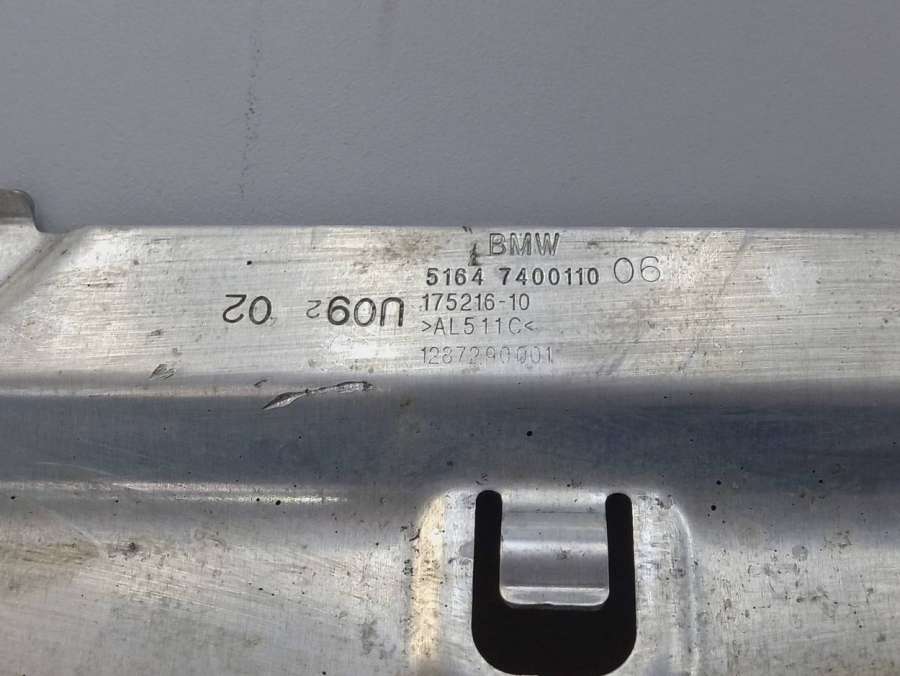 BMW
5164 7400110 06
175216-10
>AL511C<
1287290001
U092 02